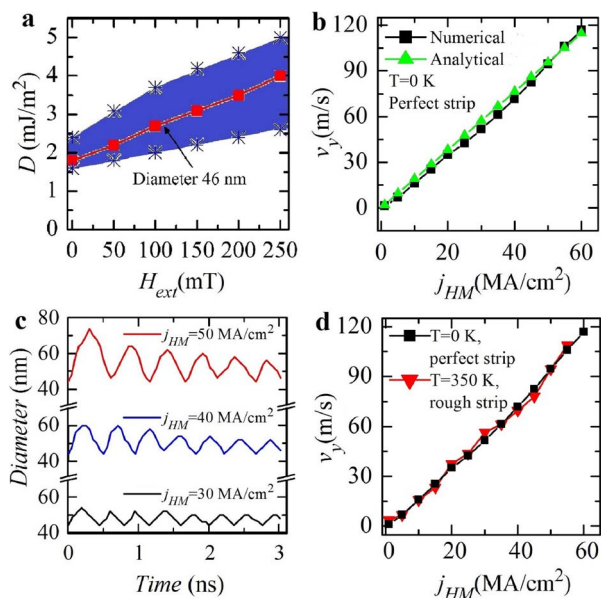 a
5
4
3
2
1
0
D (mJ/m²)
Diameter 46 nm
0 50 100 150 200 250
H_ext(mT)
b
120
90
60
30
0
v_y(m/s)
Numerical
Analytical
T=0 K
Perfect strip
0 20 40 60
j_HM(MA/cm²)
c
80
60
40
60
40
60
40
Diameter (nm)
j_HM=50 MA/cm²
j_HM=40 MA/cm²
j_HM=30 MA/cm²
0 1 2 3
Time (ns)
d
120
90
60
30
0
v_y(m/s)
T=0 K,
perfect strip
T=350 K,
rough strip
0 20 40 60
j_HM(MA/cm²)